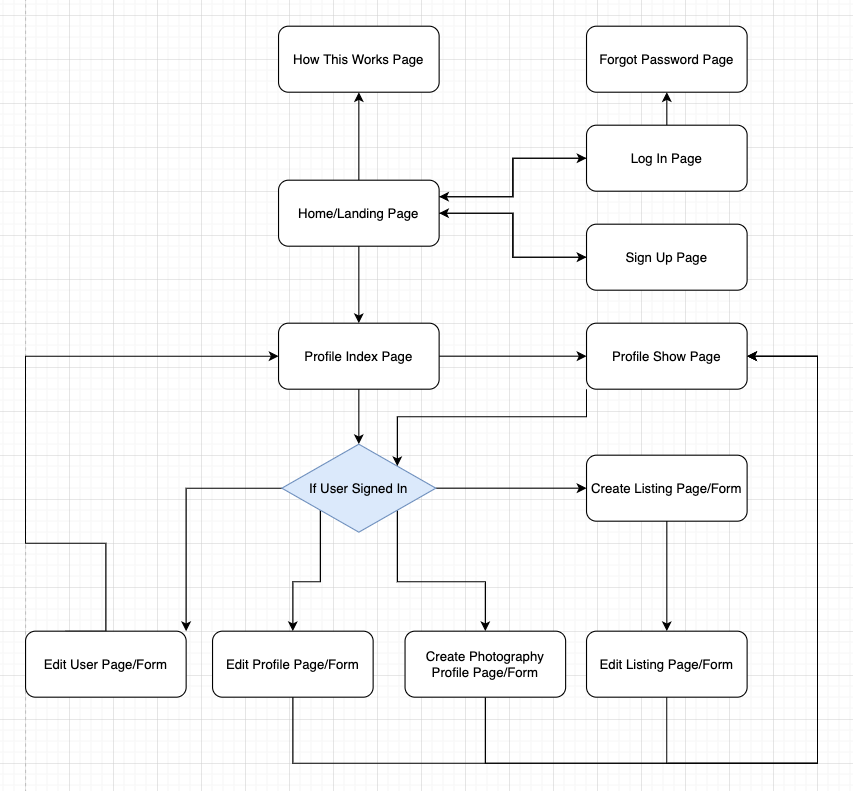 How This Works Page
Forgot Password Page
Log In Page
Home/Landing Page
Sign Up Page
Profile Index Page
Profile Show Page
If User Signed In
Create Listing Page/Form
Edit User Page/Form
Edit Profile Page/Form
Create Photography
Profile Page/Form
Edit Listing Page/Form